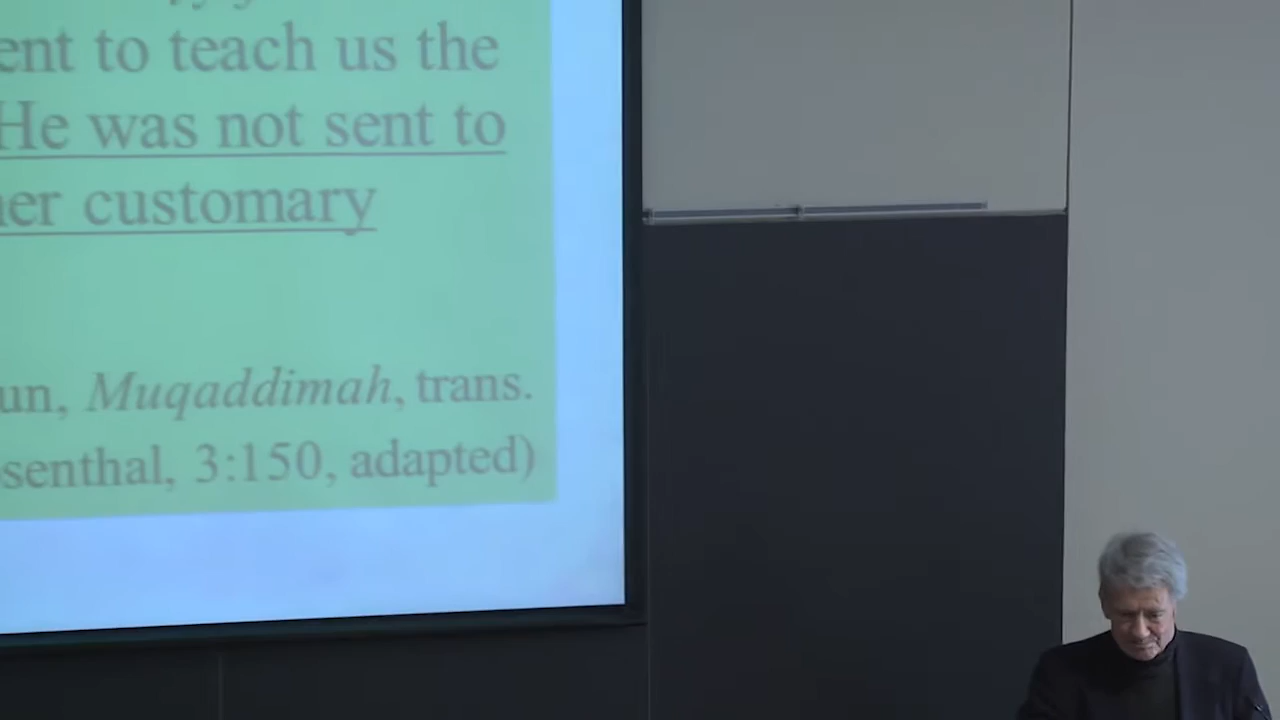 ent to teach us the
He was not sent to
er customary
un, Muqaddimah, trans.
senthal, 3:150, adapted)